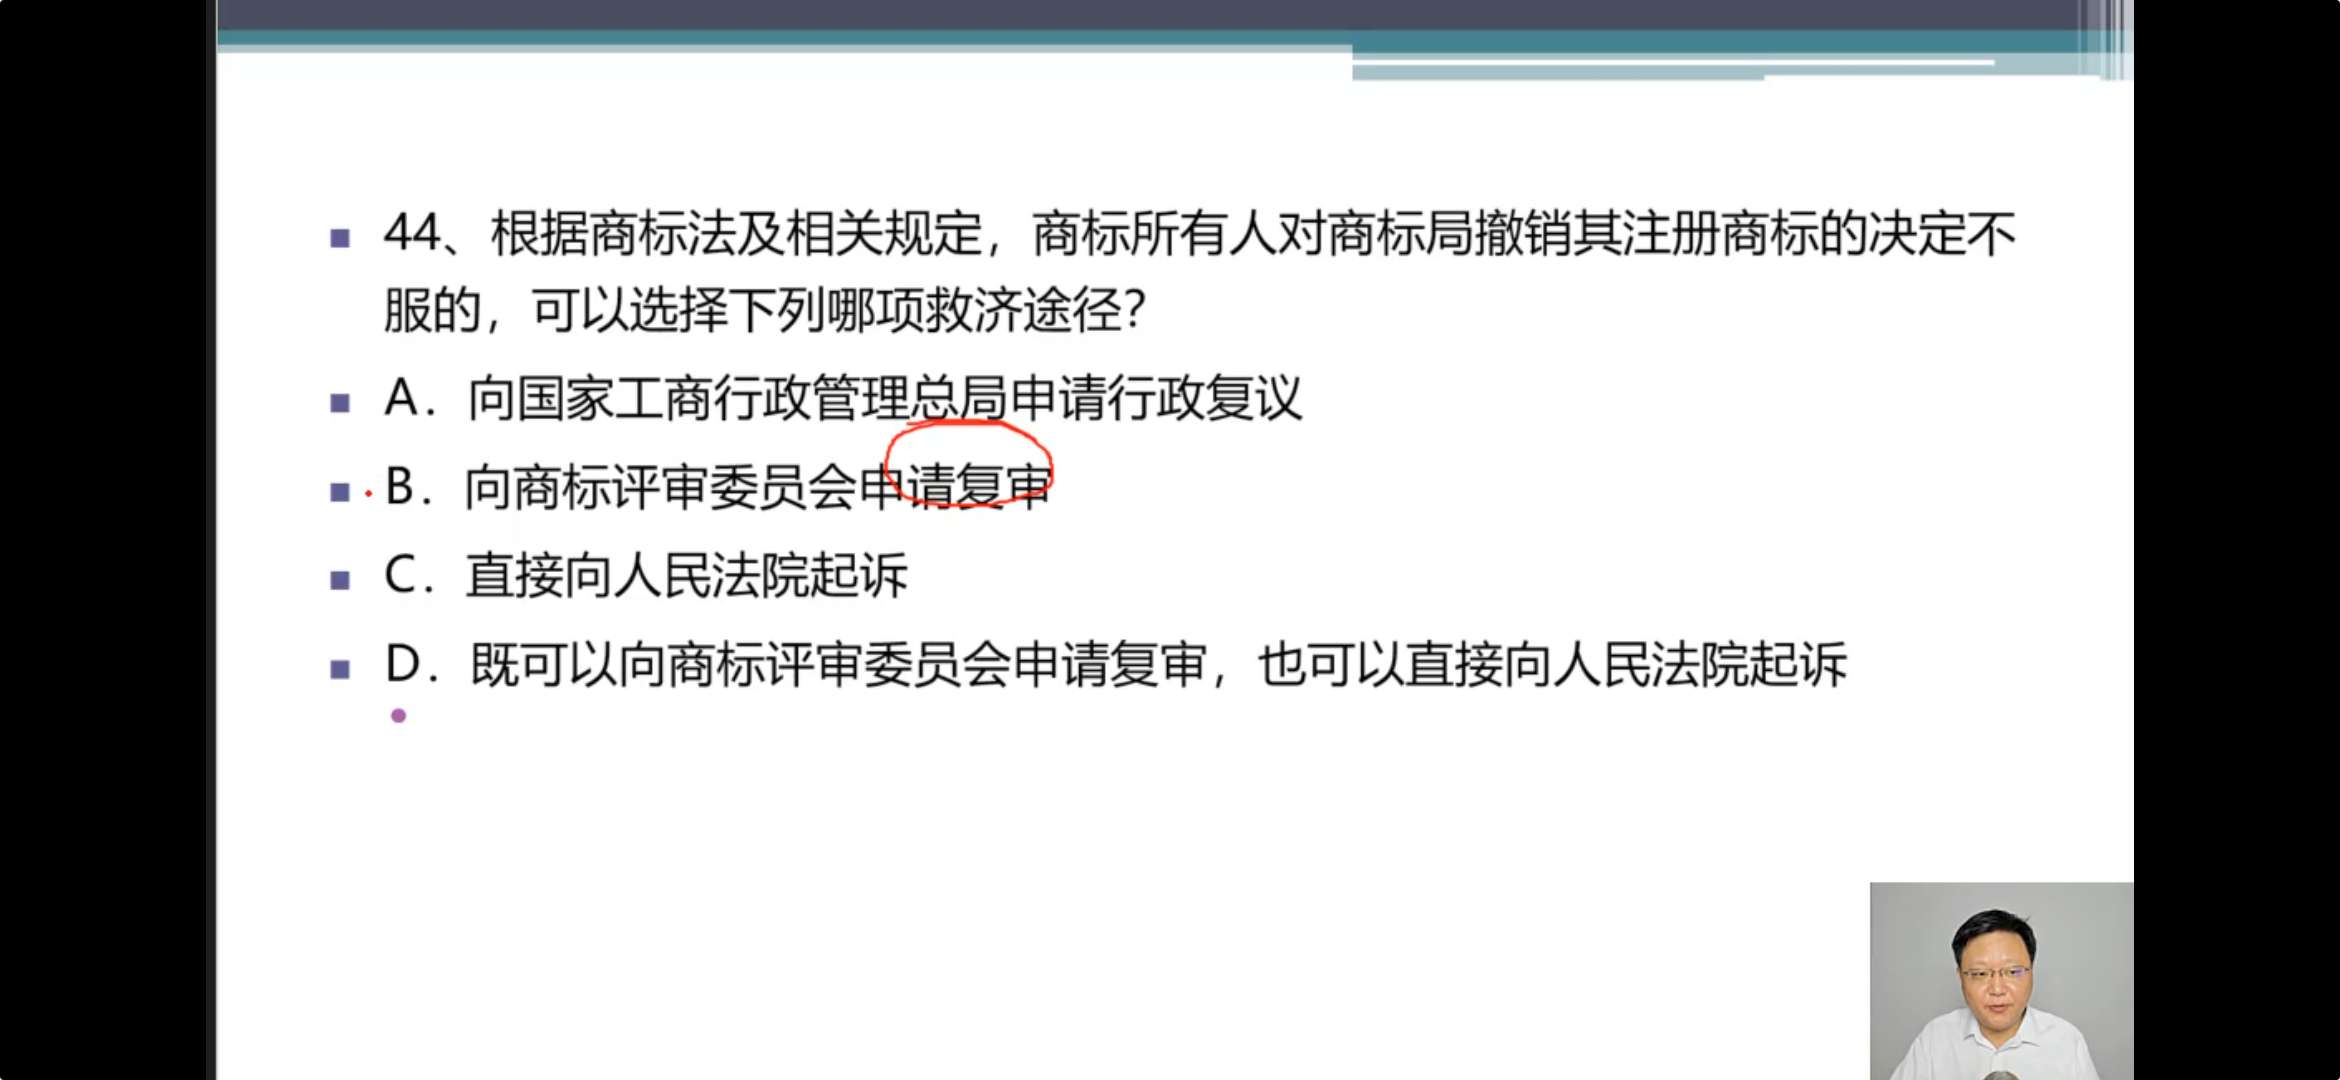 44、根据商标法及相关规定，商标所有人对商标局撤销其注册商标的决定不
服的，可以选择下列哪项救济途径？
A．向国家工商行政管理总局申请行政复议
B．向商标评审委员会申请复审
C．直接向人民法院起诉
D．既可以向商标评审委员会申请复审，也可以直接向人民法院起诉